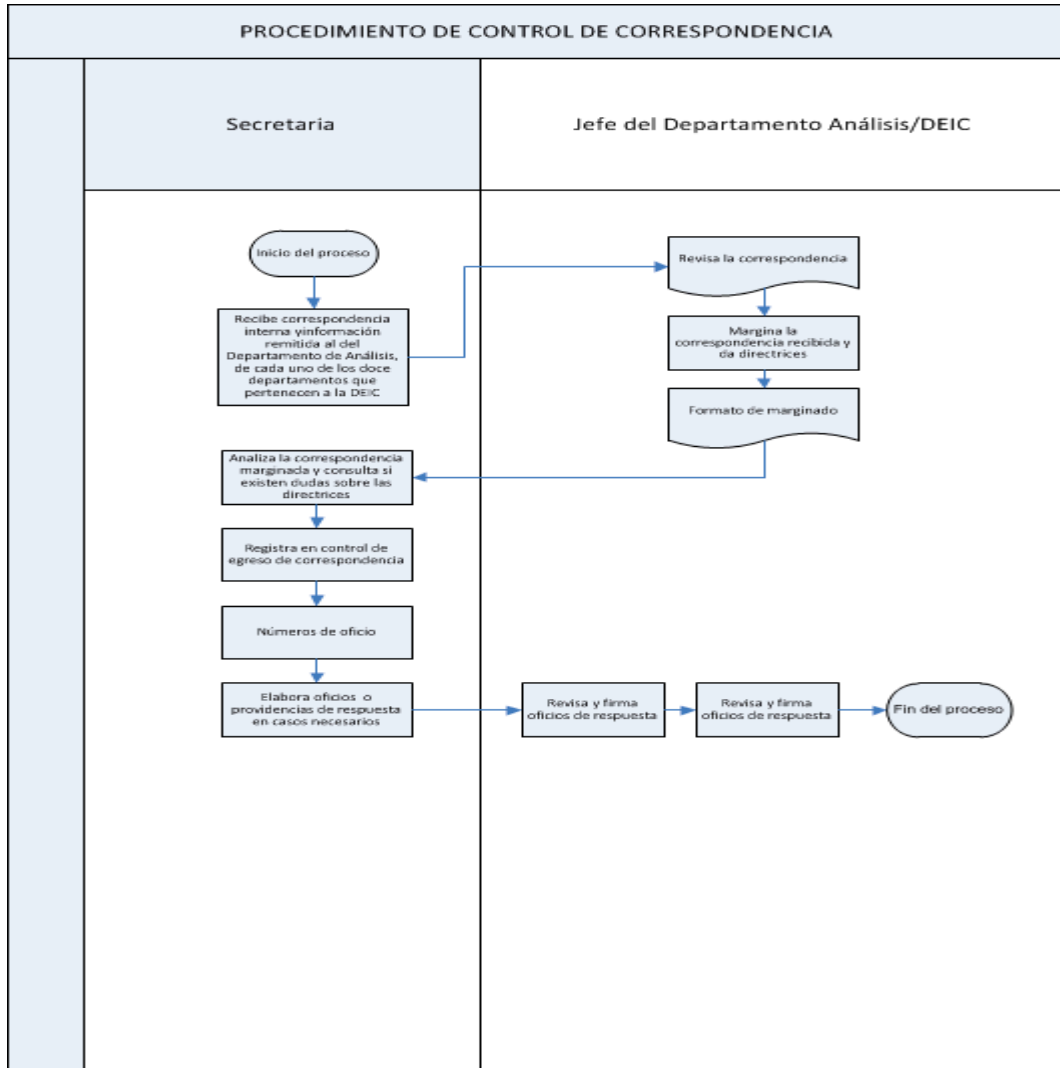 PROCEDIMIENTO DE CONTROL DE CORRESPONDENCIA
Secretaria
Jefe del Departamento Análisis/DEIC
Inicio del proceso
Recibe correspondencia
interna yinformación
remitida al del
Departamento de Análisis,
de cada uno de los doce
departamentos que
pertenecen a la DEIC
Revisa la correspondencia
Margina la
correspondencia recibida y
da directrices
Formato de marginado
Analiza la correspondencia
marginada y consulta si
existen dudas sobre las
directrices
Registra en control de
egreso de correspondencia
Números de oficio
Elabora oficios o
providencias de respuesta
en casos necesarios
Revisa y firma
oficios de respuesta
Revisa y firma
oficios de respuesta
Fin del proceso